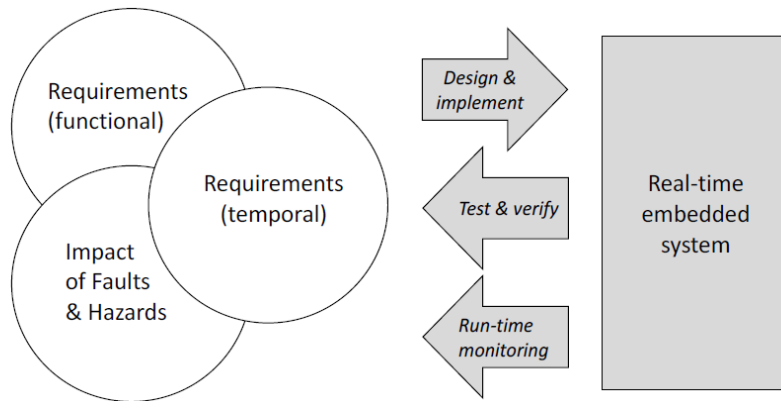 Requirements
(functional)
Requirements
(temporal)
Impact
of Faults
& Hazards
Design &
implement
Test & verify
Run-time
monitoring
Real-time
embedded
system